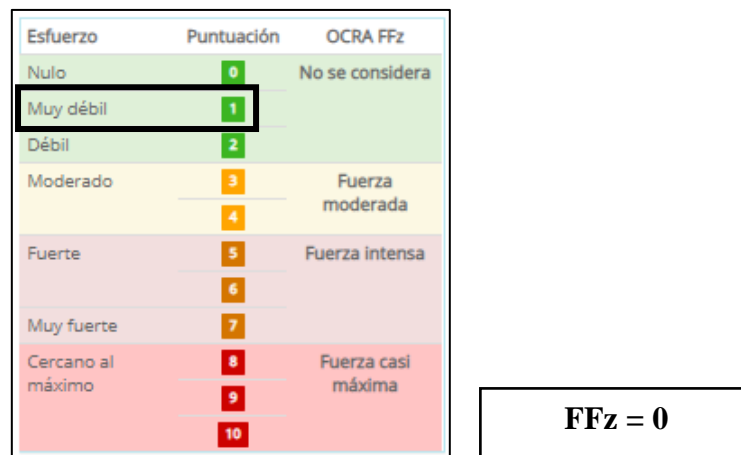 Esfuerzo Puntuación OCRA FFz
Nulo 0 No se considera
Muy débil 1
Débil 2
Moderado 3 Fuerza
4 moderada
Fuerte 5 Fuerza intensa
6
Muy fuerte 7
Cercano al 8 Fuerza casi
máximo 9 máxima
10
FFz = 0